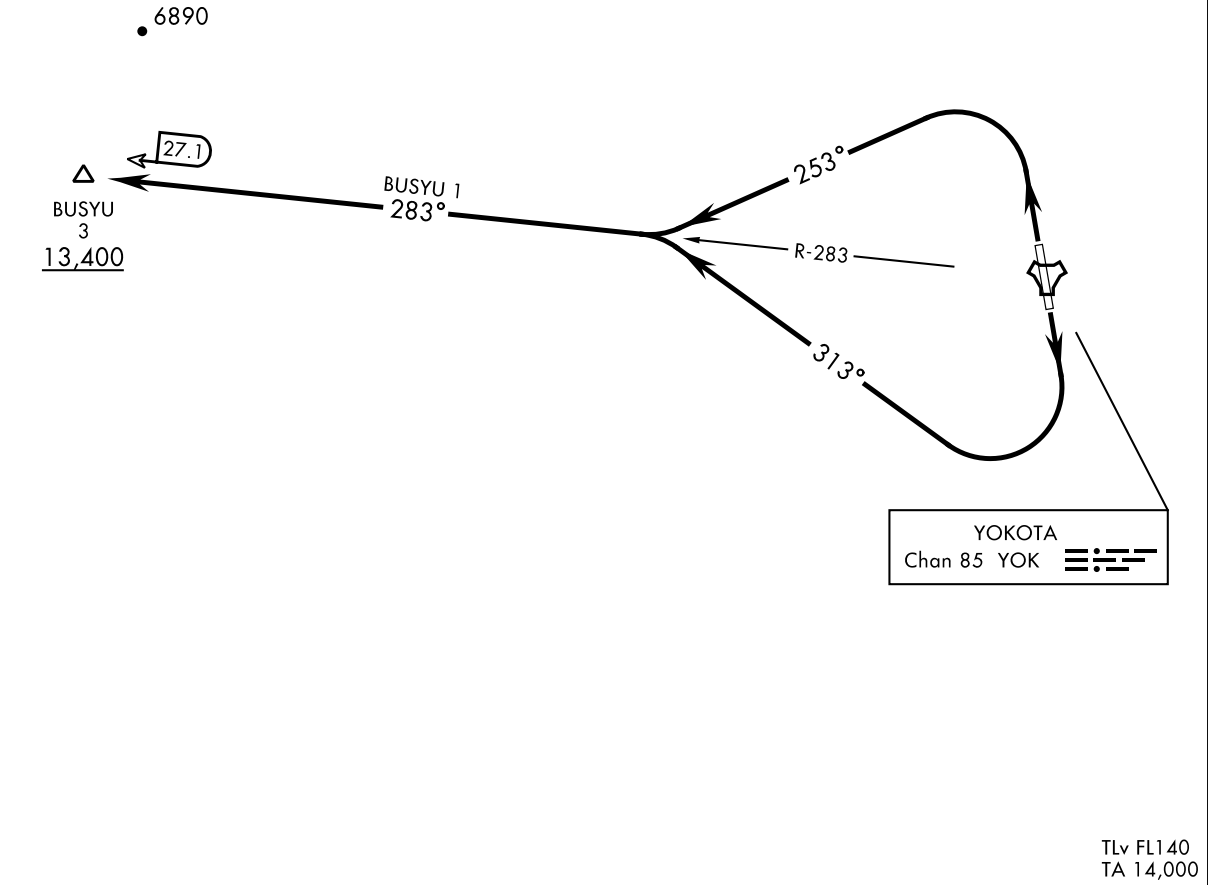 6890
27.1
BUSYU
3
13,400
BUSYU 1
283°
253°
R-283
313°
YOKOTA
Chan 85 YOK
TLv FL140
TA 14,000